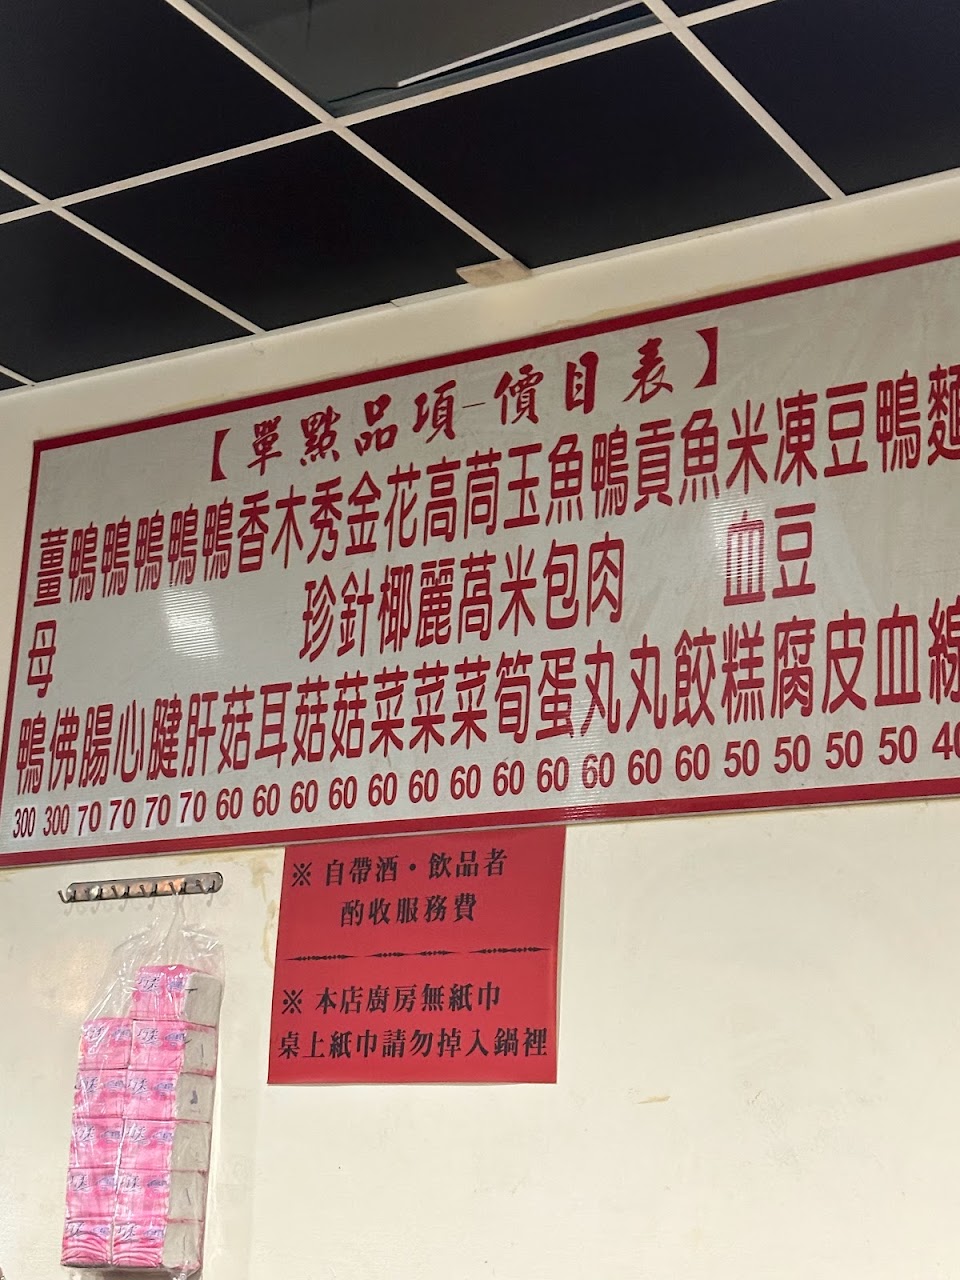 【單點品項-價目表】
薑母鴨 300
鴨佛 300
鴨腸 70
鴨心 70
鴨腱 70
鴨肝 70
香菇 60
木耳 60
秀珍菇 60
金針菇 60
花椰菜 60
高麗菜 60
茼萵菜 60
玉米筍 60
魚包蛋 60
鴨肉丸 60
貢丸 60
魚餃 60
米血糕 50
凍豆腐 50
豆皮 50
鴨血 50
麵線 40
※ 自帶酒・飲品者
酌收服務費
※ 本店廚房無紙巾
桌上紙巾請勿掉入鍋裡